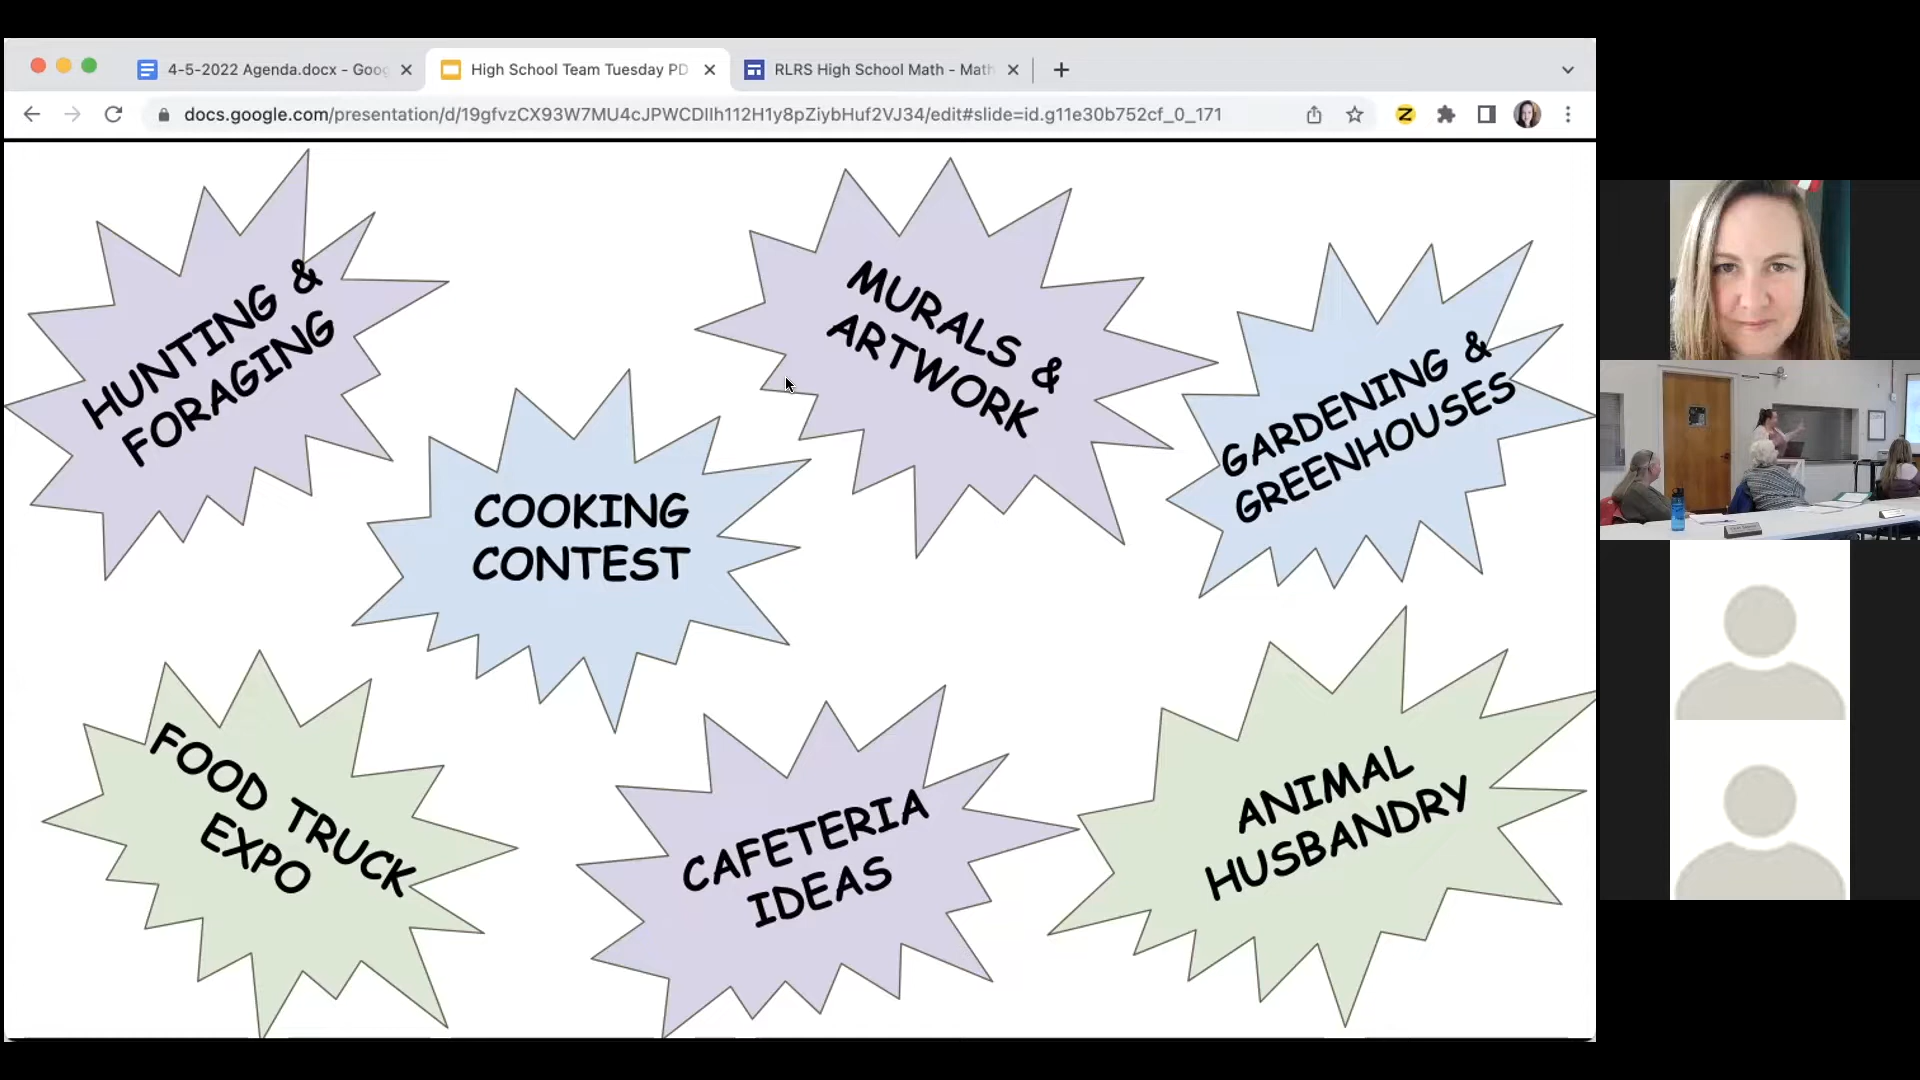 4-5-2022 Agenda.docx - Goog
High School Team Tuesday PD
RLRS High School Math - Math
docs.google.com/presentation/d/19gfvzCX93W7MU4cJPWCDIlh112H1y8pZiybHuf2VJ34/edit#slide=id.g11e30b752cf_0_171
HUNTING &
FORAGING
MURALS &
ARTWORK
GARDENING &
GREENHOUSES
COOKING
CONTEST
FOOD TRUCK
EXPO
CAFETERIA
IDEAS
ANIMAL
HUSBANDRY